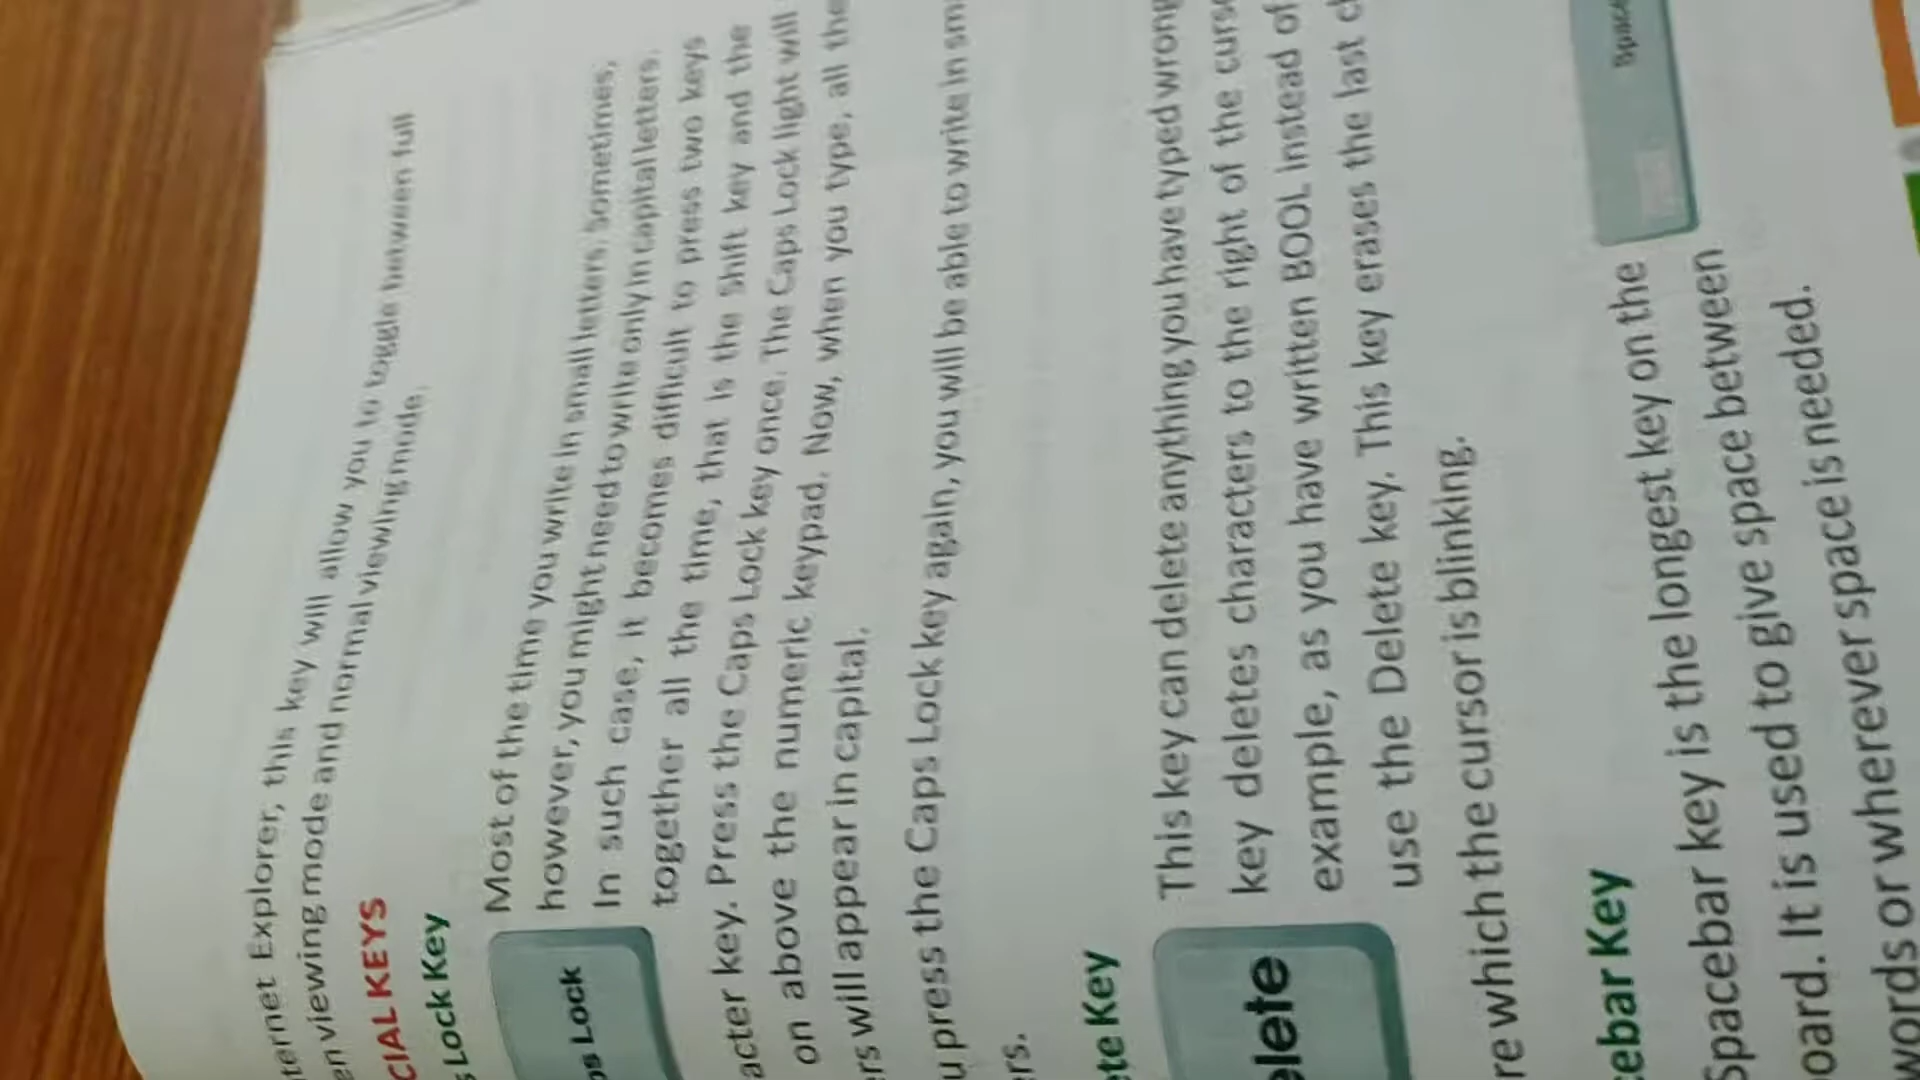 ternet Explorer, this key will allow you to toggle between full
en viewing mode and normal viewing mode.
CIAL KEYS
s Lock Key
ps Lock
Most of the time you write in small letters. Sometimes,
however, you might need to write only in capital letters.
In such case, it becomes difficult to press two keys
together all the time, that is the Shift key and the
acter key. Press the Caps Lock key once. The Caps Lock light will
on above the numeric keypad. Now, when you type, all the
ers will appear in capital.
u press the Caps Lock key again, you will be able to write in sm
ers.
ete Key
elete
This key can delete anything you have typed wrong
key deletes characters to the right of the curs
example, as you have written BOOL instead of
use the Delete key. This key erases the last c
re which the cursor is blinking.
cebar Key
Space
Spacebar key is the longest key on the
oard. It is used to give space between
words or wherever space is needed.